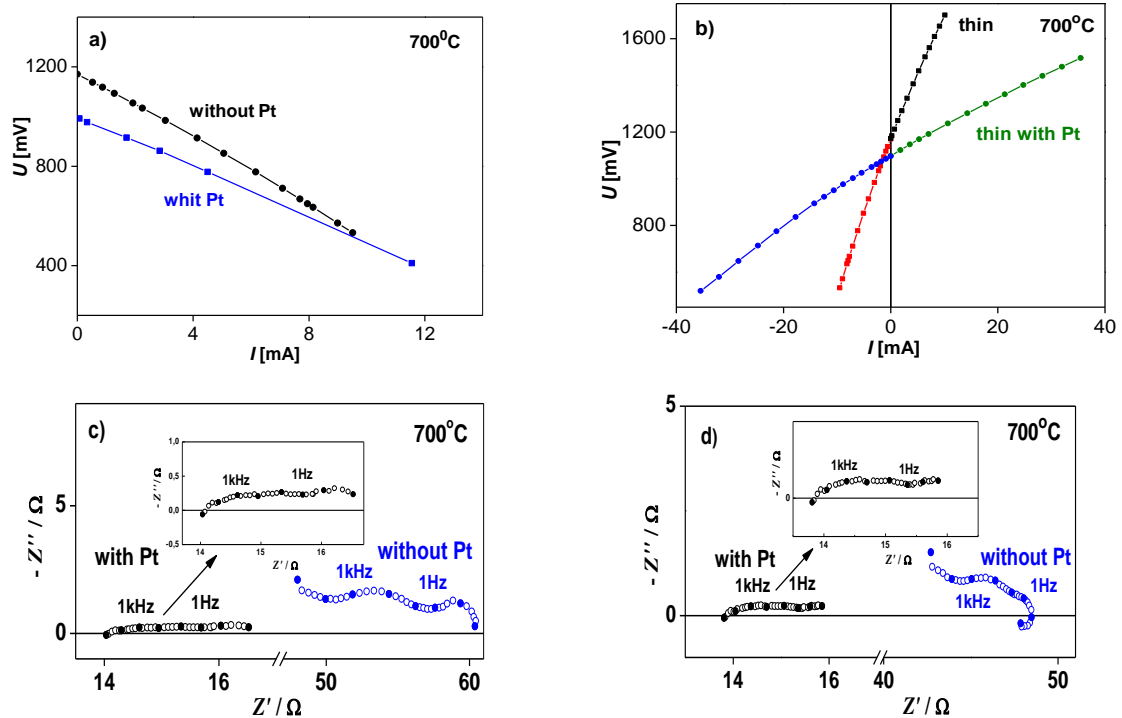 a)
700⁰C
1200
800
400
U [mV]
without Pt
whit Pt
0
4
8
12
I [mA]
b)
thin
700⁰C
1600
1200
800
U [mV]
thin with Pt
-40
-20
0
20
40
I [mA]
c)
700°C
5
0
- Z'' / Ω
1,0
0,5
0,0
-0,5
- Z''/ Ω
1kHz
1Hz
14
15
16
Z' / Ω
with Pt
1kHz
1Hz
without Pt
1kHz
1Hz
14
16
50
60
Z' / Ω
d)
700°C
5
0
- Z'' / Ω
0
- Z''/ Ω
1kHz
1Hz
14
15
16
Z' / Ω
with Pt
1kHz
1Hz
without Pt
1Hz
1kHz
14
16
40
50
Z' / Ω